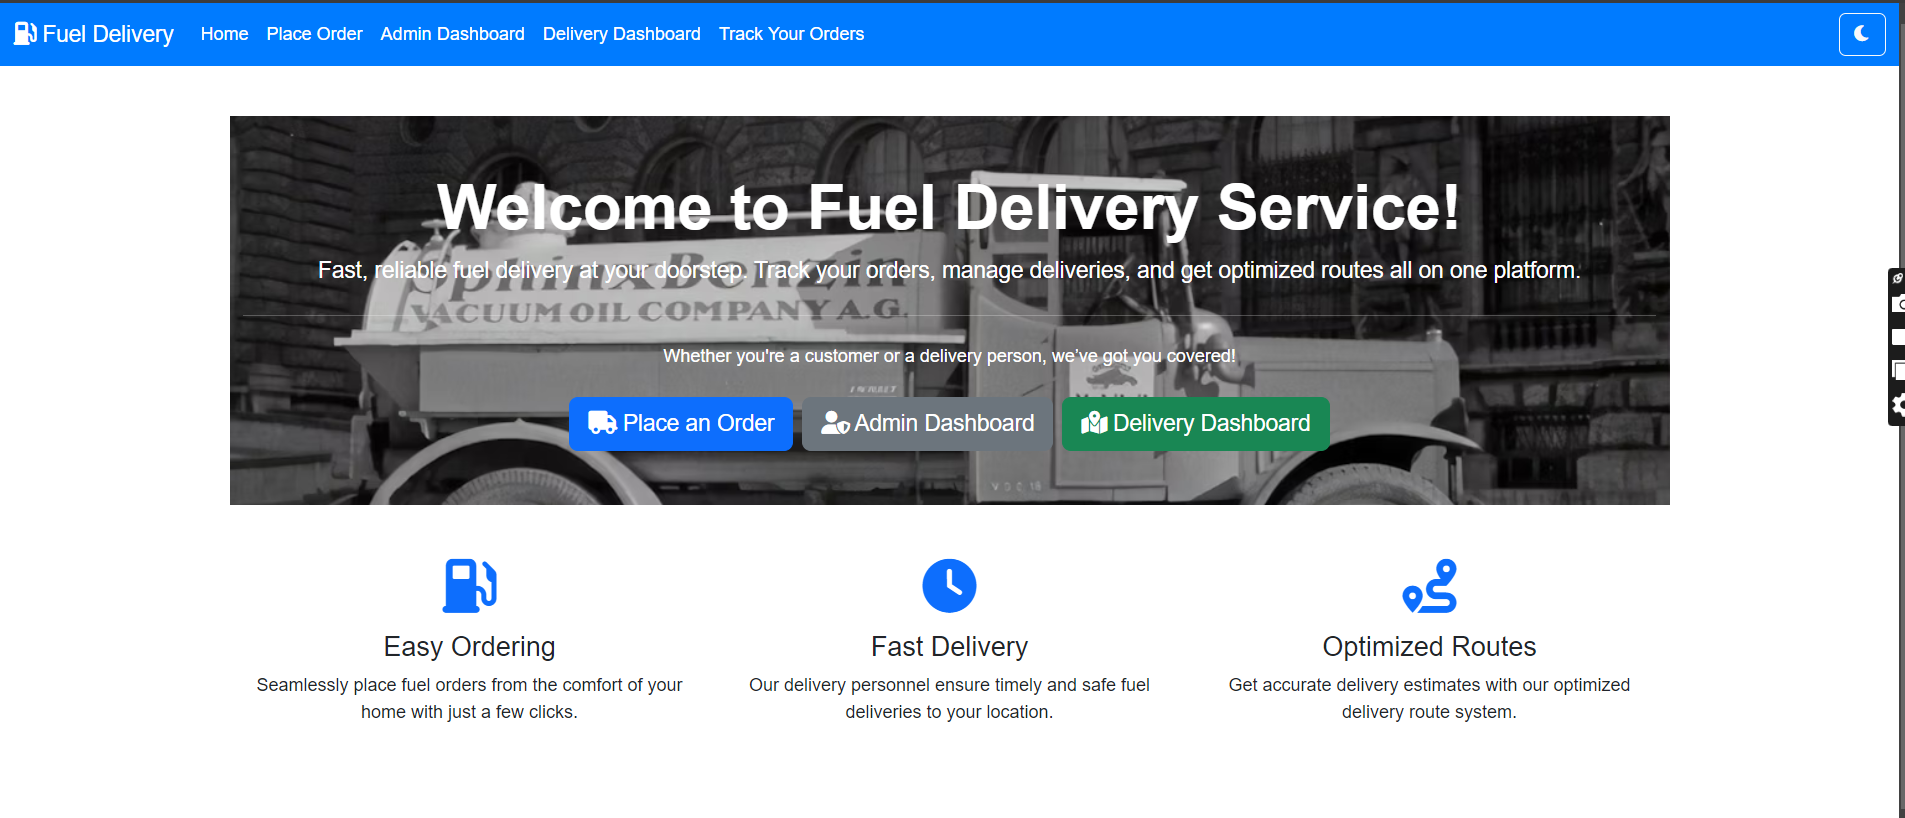 Fuel Delivery
Home
Place Order
Admin Dashboard
Delivery Dashboard
Track Your Orders
Welcome to Fuel Delivery Service!
Fast, reliable fuel delivery at your doorstep. Track your orders, manage deliveries, and get optimized routes all on one platform.
Benzin
VACUUM OIL COMPANY A.G.
Whether you're a customer or a delivery person, we've got you covered!
Place an Order
Admin Dashboard
Delivery Dashboard
Easy Ordering
Seamlessly place fuel orders from the comfort of your
home with just a few clicks.
Fast Delivery
Our delivery personnel ensure timely and safe fuel
deliveries to your location.
Optimized Routes
Get accurate delivery estimates with our optimized
delivery route system.